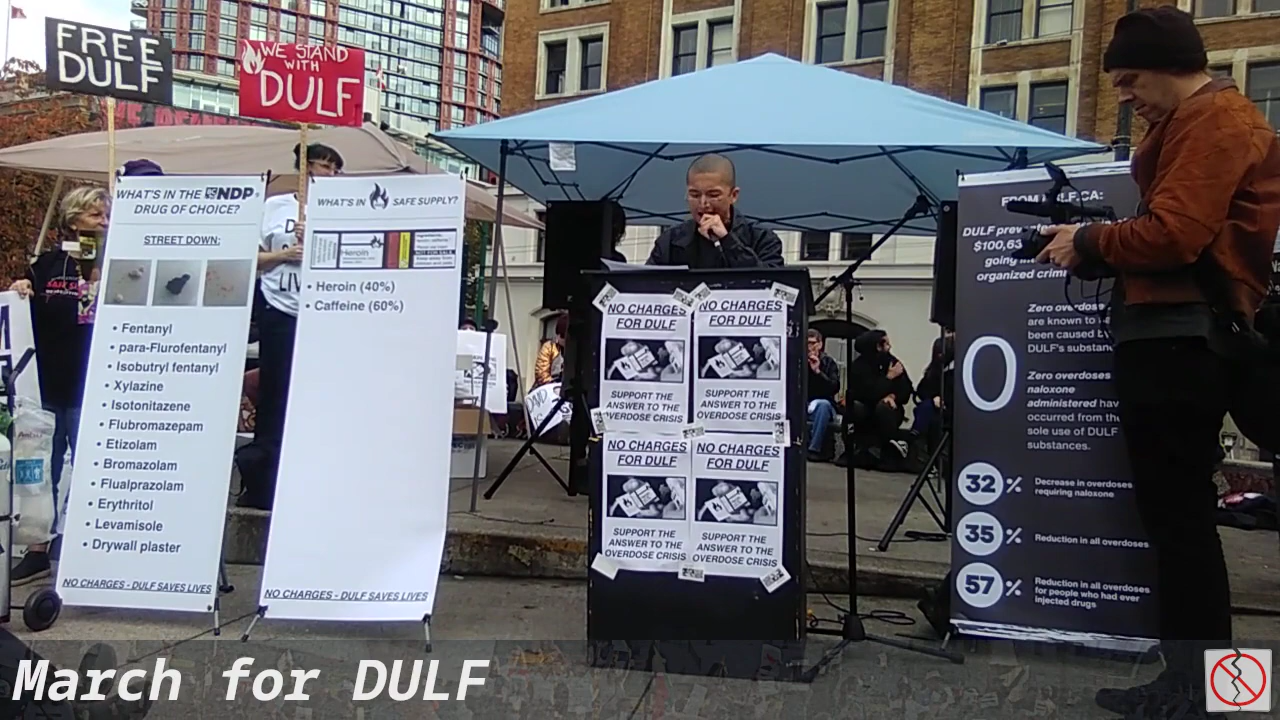 FREE
DULF
WE STAND
WITH
DULF
WHAT'S IN THE NDP
DRUG OF CHOICE?
STREET DOWN:
• Fentanyl
• para-Flurofentanyl
• Isobutryl fentanyl
• Xylazine
• Isotonitazene
• Flubromazepam
• Etizolam
• Bromazolam
• Flualprazolam
• Erythritol
• Levamisole
• Drywall plaster
NO CHARGES - DULF SAVES LIVES
WHAT'S IN SAFE SUPPLY?
Heroin
NOT FOR SALE
• Heroin (40%)
• Caffeine (60%)
NO CHARGES - DULF SAVES LIVES
NO CHARGES
FOR DULF
SUPPORT THE
ANSWER TO THE
OVERDOSE CRISIS
NO CHARGES
FOR DULF
SUPPORT THE
ANSWER TO THE
OVERDOSE CRISIS
NO CHARGES
FOR DULF
SUPPORT THE
ANSWER TO THE
OVERDOSE CRISIS
NO CHARGES
FOR DULF
SUPPORT THE
ANSWER TO THE
OVERDOSE CRISIS
FROM DULF.CA:
DULF
$100,63
going
organized crim
0
Zero overdose
are known to
been caused
DULF's substan
Zero overdoses
naloxone
administered hav
occurred from the
sole use of DULF
substances.
32 %
Decrease in overdoses
requiring naloxone
35 %
Reduction in all overdoses
57 %
Reduction in all overdoses
for people who had ever
injected drugs
March for DULF